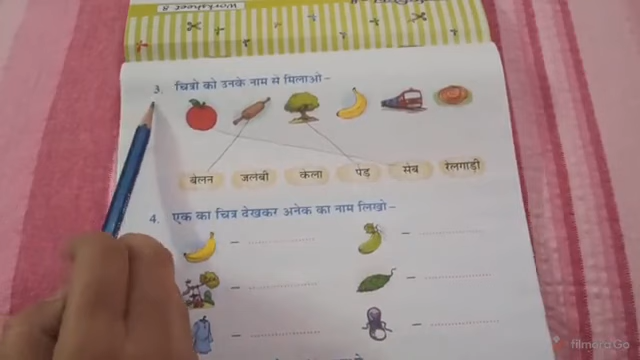 3. चित्रो को उनके नाम से मिलाओ–
बेलन जलेबी केला पेड़ सेब रेलगाड़ी
4. एक का चित्र देखकर अनेक का नाम लिखो–
filmora Go